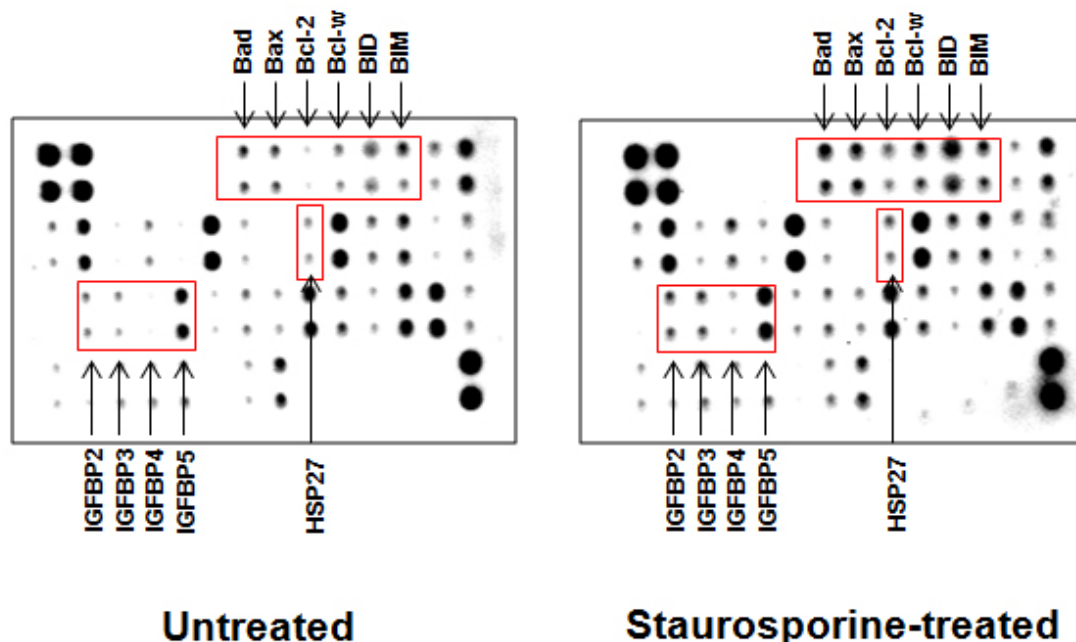 Bad
Bax
Bcl-2
Bcl-w
BID
BIM
Bad
Bax
Bcl-2
Bcl-w
BID
BIM
IGFBP2
IGFBP3
IGFBP4
IGFBP5
HSP27
IGFBP2
IGFBP3
IGFBP4
IGFBP5
HSP27
Untreated
Staurosporine-treated